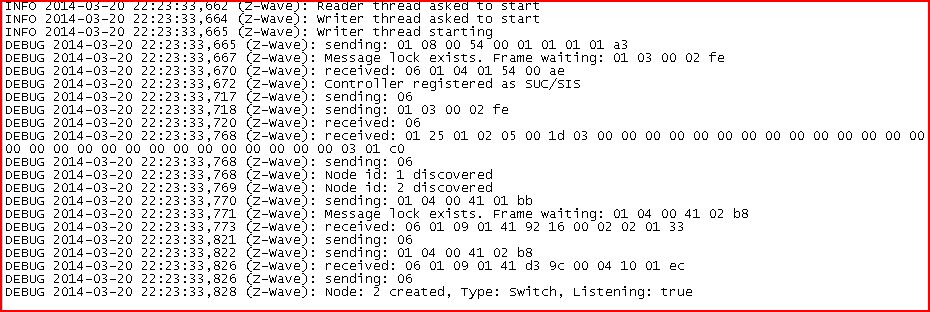 INFO 2014-03-20 22:23:33,662 (Z-Wave): Reader thread asked to start
INFO 2014-03-20 22:23:33,664 (Z-Wave): Writer thread asked to start
INFO 2014-03-20 22:23:33,665 (Z-Wave): Writer thread starting
DEBUG 2014-03-20 22:23:33,665 (Z-Wave): sending: 01 08 00 54 00 01 01 01 01 a3
DEBUG 2014-03-20 22:23:33,667 (Z-Wave): Message lock exists. Frame waiting: 01 03 00 02 fe
DEBUG 2014-03-20 22:23:33,670 (Z-Wave): received: 06 01 04 01 54 00 ae
DEBUG 2014-03-20 22:23:33,672 (Z-Wave): Controller registered as SUC/SIS
DEBUG 2014-03-20 22:23:33,717 (Z-Wave): sending: 06
DEBUG 2014-03-20 22:23:33,718 (Z-Wave): sending: 01 03 00 02 fe
DEBUG 2014-03-20 22:23:33,720 (Z-Wave): received: 06
DEBUG 2014-03-20 22:23:33,768 (Z-Wave): received: 01 25 01 02 05 00 1d 03 00 00 00 00 00 00 00 00 00 00 00 00 00 00
00 00 00 00 00 00 00 00 00 00 00 00 00 00 03 01 c0
DEBUG 2014-03-20 22:23:33,768 (Z-Wave): sending: 06
DEBUG 2014-03-20 22:23:33,768 (Z-Wave): Node id: 1 discovered
DEBUG 2014-03-20 22:23:33,769 (Z-Wave): Node id: 2 discovered
DEBUG 2014-03-20 22:23:33,770 (Z-Wave): sending: 01 04 00 41 01 bb
DEBUG 2014-03-20 22:23:33,771 (Z-Wave): Message lock exists. Frame waiting: 01 04 00 41 02 b8
DEBUG 2014-03-20 22:23:33,773 (Z-Wave): received: 06 01 09 01 41 92 16 00 02 02 01 33
DEBUG 2014-03-20 22:23:33,821 (Z-Wave): sending: 06
DEBUG 2014-03-20 22:23:33,822 (Z-Wave): sending: 01 04 00 41 02 b8
DEBUG 2014-03-20 22:23:33,826 (Z-Wave): received: 06 01 09 01 41 d3 9c 00 04 10 01 ec
DEBUG 2014-03-20 22:23:33,826 (Z-Wave): sending: 06
DEBUG 2014-03-20 22:23:33,828 (Z-Wave): Node: 2 created, Type: Switch, Listening: true